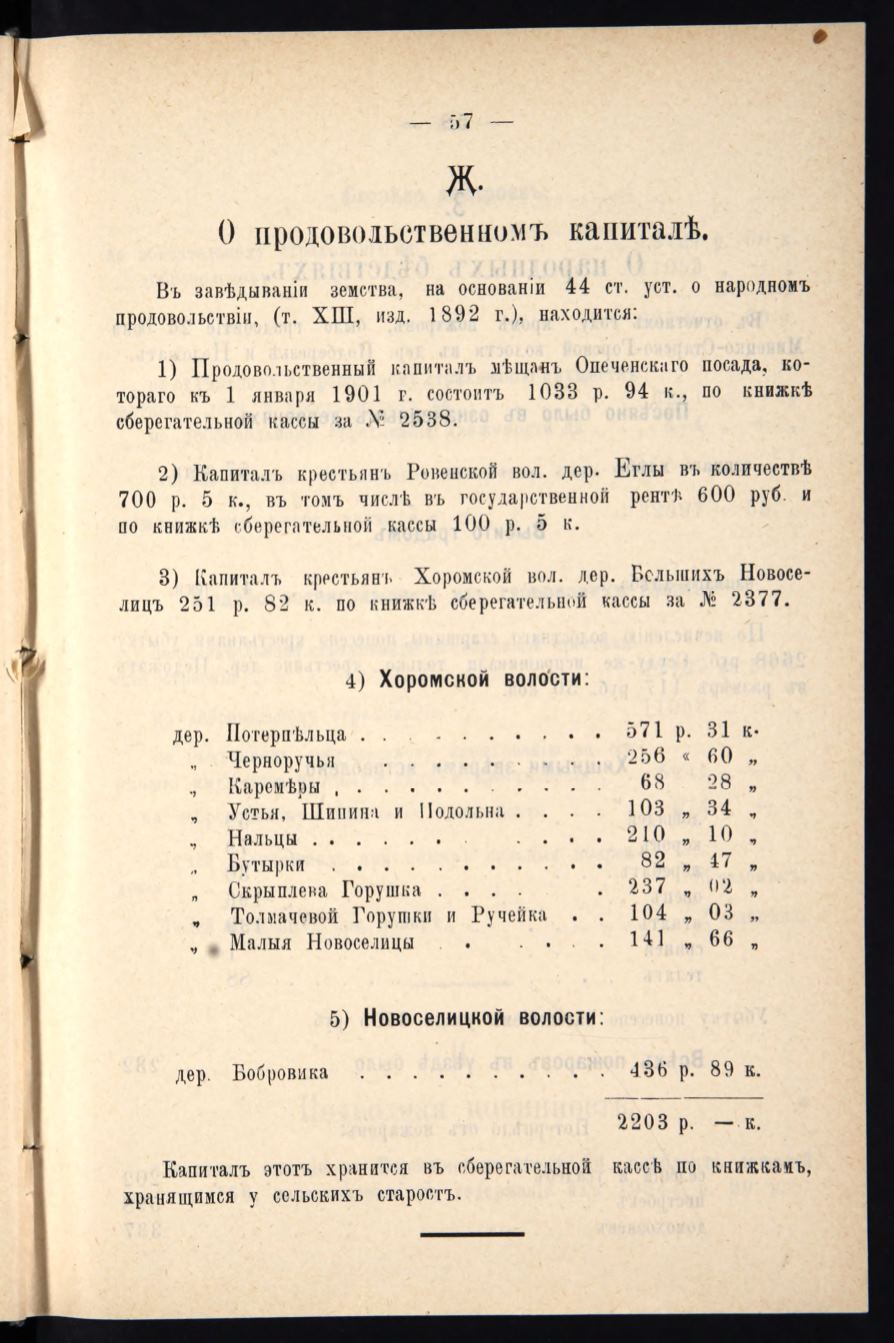 — 57 —
Ж.
О продовольственномъ капиталѣ.
Въ завѣдываніи земства, на основаніи 44 ст. уст. о народномъ
продовольствіи, (т. XIII, изд. 1892 г.), находится:
1) Продовольственный капиталъ мѣщанъ Опеченскаго посада, ко-
тораго къ 1 января 1901 г. состоитъ 1033 р. 94 к., по книжкѣ
сберегательной кассы за № 2538.
2) Капиталъ крестьянъ Ровенской вол. дер. Еглы въ количествѣ
700 р. 5 к., въ томъ числѣ въ государственной рентѣ 600 руб. и
по книжкѣ сберегательной кассы 100 р. 5 к.
3) Капиталъ крестьянъ Хоромской вол. дер. Большихъ Новосе-
лицъ 251 р. 82 к. по книжкѣ сберегательной кассы за № 2377.
4) Хоромской волости:
дер. Потерпѣльца . . . . . . . . . . 571 р. 31 к.
„ Черноручья . . . . . . . . . 256 „ 60 „
„ Каремѣры . . . . . . . . . . 68 28 „
„ Устья, Шипина и Подольна . . . . 103 „ 34 „
„ Нальцы . . . . . . . . . . 210 „ 10 „
„ Бутырки . . . . . . . . . . . 82 „ 47 „
„ Скрыплева Горушка . . . . . 237 „ 02 „
„ Толмачевой Горушки и Ручейка . . 104 „ 03 „
„ Малыя Новоселицы . . . . . . 141 „ 66 „
5) Новоселицкой волости:
дер. Бобровика . . . . . . . . . . 436 р. 89 к.
2203 р. — к.
Капиталъ этотъ хранится въ сберегательной кассѣ по книжкамъ,
хранящимся у сельскихъ старостъ.